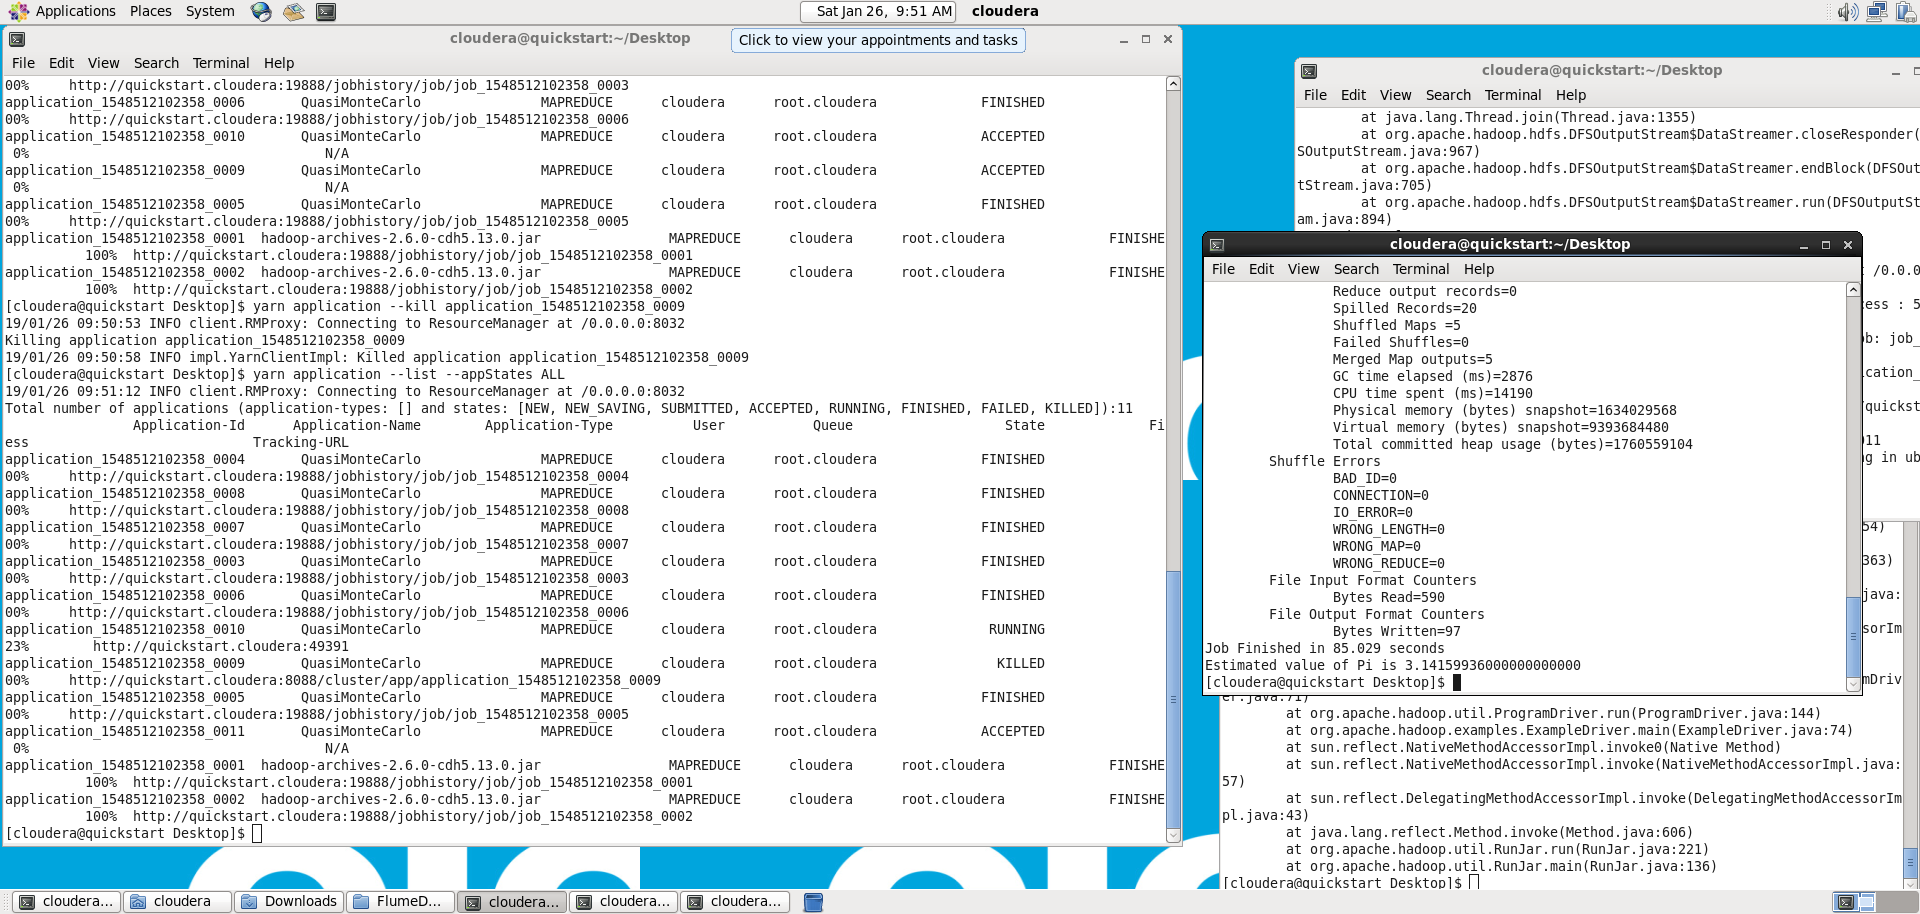 Applications Places System
Sat Jan 26, 9:51 AM
cloudera
cloudera@quickstart:~/Desktop
Click to view your appointments and tasks
File Edit View Search Terminal Help
00% http://quickstart.cloudera:19888/jobhistory/job/job_1548512102358_0003
application_1548512102358_0006 QuasiMonteCarlo MAPREDUCE cloudera root.cloudera FINISHED
00% http://quickstart.cloudera:19888/jobhistory/job/job_1548512102358_0006
application_1548512102358_0010 QuasiMonteCarlo MAPREDUCE cloudera root.cloudera ACCEPTED
0% N/A
application_1548512102358_0009 QuasiMonteCarlo MAPREDUCE cloudera root.cloudera ACCEPTED
0% N/A
application_1548512102358_0005 QuasiMonteCarlo MAPREDUCE cloudera root.cloudera FINISHED
00% http://quickstart.cloudera:19888/jobhistory/job/job_1548512102358_0005
application_1548512102358_0001 hadoop-archives-2.6.0-cdh5.13.0.jar MAPREDUCE cloudera root.cloudera FINISHE
100% http://quickstart.cloudera:19888/jobhistory/job/job_1548512102358_0001
application_1548512102358_0002 hadoop-archives-2.6.0-cdh5.13.0.jar MAPREDUCE cloudera root.cloudera FINISHE
100% http://quickstart.cloudera:19888/jobhistory/job/job_1548512102358_0002
[cloudera@quickstart Desktop]$ yarn application --kill application_1548512102358_0009
19/01/26 09:50:53 INFO client.RMProxy: Connecting to ResourceManager at /0.0.0.0:8032
Killing application application_1548512102358_0009
19/01/26 09:50:58 INFO impl.YarnClientImpl: Killed application application_1548512102358_0009
[cloudera@quickstart Desktop]$ yarn application --list --appStates ALL
19/01/26 09:51:12 INFO client.RMProxy: Connecting to ResourceManager at /0.0.0.0:8032
Total number of applications (application-types: [] and states: [NEW, NEW_SAVING, SUBMITTED, ACCEPTED, RUNNING, FINISHED, FAILED, KILLED]):11
Application-Id Application-Name Application-Type User Queue State Fi
ess Tracking-URL
application_1548512102358_0004 QuasiMonteCarlo MAPREDUCE cloudera root.cloudera FINISHED
00% http://quickstart.cloudera:19888/jobhistory/job/job_1548512102358_0004
application_1548512102358_0008 QuasiMonteCarlo MAPREDUCE cloudera root.cloudera FINISHED
00% http://quickstart.cloudera:19888/jobhistory/job/job_1548512102358_0008
application_1548512102358_0007 QuasiMonteCarlo MAPREDUCE cloudera root.cloudera FINISHED
00% http://quickstart.cloudera:19888/jobhistory/job/job_1548512102358_0007
application_1548512102358_0003 QuasiMonteCarlo MAPREDUCE cloudera root.cloudera FINISHED
00% http://quickstart.cloudera:19888/jobhistory/job/job_1548512102358_0003
application_1548512102358_0006 QuasiMonteCarlo MAPREDUCE cloudera root.cloudera FINISHED
00% http://quickstart.cloudera:19888/jobhistory/job/job_1548512102358_0006
application_1548512102358_0010 QuasiMonteCarlo MAPREDUCE cloudera root.cloudera RUNNING
23% http://quickstart.cloudera:49391
application_1548512102358_0009 QuasiMonteCarlo MAPREDUCE cloudera root.cloudera KILLED
00% http://quickstart.cloudera:8088/cluster/app/application_1548512102358_0009
application_1548512102358_0005 QuasiMonteCarlo MAPREDUCE cloudera root.cloudera FINISHED
00% http://quickstart.cloudera:19888/jobhistory/job/job_1548512102358_0005
application_1548512102358_0011 QuasiMonteCarlo MAPREDUCE cloudera root.cloudera ACCEPTED
0% N/A
application_1548512102358_0001 hadoop-archives-2.6.0-cdh5.13.0.jar MAPREDUCE cloudera root.cloudera FINISHE
100% http://quickstart.cloudera:19888/jobhistory/job/job_1548512102358_0001
application_1548512102358_0002 hadoop-archives-2.6.0-cdh5.13.0.jar MAPREDUCE cloudera root.cloudera FINISHE
100% http://quickstart.cloudera:19888/jobhistory/job/job_1548512102358_0002
[cloudera@quickstart Desktop]$
cloudera@quickstart:~/Desktop
File Edit View Search Terminal Help
at java.lang.Thread.join(Thread.java:1355)
at org.apache.hadoop.hdfs.DFSOutputStream$DataStreamer.closeResponder(
SOutputStream.java:967)
at org.apache.hadoop.hdfs.DFSOutputStream$DataStreamer.endBlock(DFSOut
tStream.java:705)
at org.apache.hadoop.hdfs.DFSOutputStream$DataStreamer.run(DFSOutputSt
am.java:894)
/0.0.0
ess : 5
b: job_
ication_
/quickst
11
g in ub
cloudera@quickstart:~/Desktop
File Edit View Search Terminal Help
Reduce output records=0
Spilled Records=20
Shuffled Maps =5
Failed Shuffles=0
Merged Map outputs=5
GC time elapsed (ms)=2876
CPU time spent (ms)=14190
Physical memory (bytes) snapshot=1634029568
Virtual memory (bytes) snapshot=9393684480
Total committed heap usage (bytes)=1760559104
Shuffle Errors
BAD_ID=0
CONNECTION=0
IO_ERROR=0
WRONG_LENGTH=0
WRONG_MAP=0
WRONG_REDUCE=0
File Input Format Counters
Bytes Read=590
File Output Format Counters
Bytes Written=97
Job Finished in 85.029 seconds
Estimated value of Pi is 3.14159936000000000000
[cloudera@quickstart Desktop]$
54)
363)
java:
sorIm
mDriv
er.java:71)
at org.apache.hadoop.util.ProgramDriver.run(ProgramDriver.java:144)
at org.apache.hadoop.examples.ExampleDriver.main(ExampleDriver.java:74)
at sun.reflect.NativeMethodAccessorImpl.invoke0(Native Method)
at sun.reflect.NativeMethodAccessorImpl.invoke(NativeMethodAccessorImpl.java:
57)
at sun.reflect.DelegatingMethodAccessorImpl.invoke(DelegatingMethodAccessorIm
pl.java:43)
at java.lang.reflect.Method.invoke(Method.java:606)
at org.apache.hadoop.util.RunJar.run(RunJar.java:221)
at org.apache.hadoop.util.RunJar.main(RunJar.java:136)
[cloudera@quickstart Desktop]$
cloudera... cloudera Downloads FlumeD... cloudera... cloudera... cloudera...